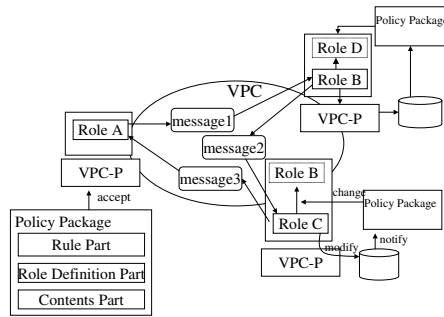 Role D
Policy Package
VPC
Role B
message1
Role A
VPC-P
message2
VPC-P
message3
Role B
accept
change
Policy Package
Policy Package
Role C
Rule Part
modify
notify
Role Definition Part
VPC-P
Contents Part